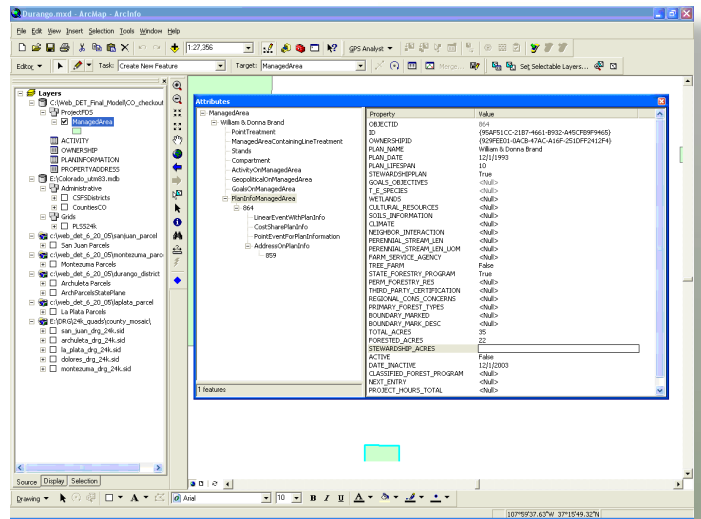 Durango.mxd - ArcMap - ArcInfo
File Edit View Insert Selection Tools Window Help
1:27,356 GPS Analyst
Editor Task: Create New Feature Target: ManagedArea Merge... Set Selectable Layers...
Layers
C:\Web_DET_Final_Model\CO_checkout
ProjectFDS
ManagedArea
ACTIVITY
OWNERSHIP
PLANINFORMATION
PROPERTYADDRESS
E:\Colorado_utm83.mdb
Administrative
CSFSDistricts
CountiesCO
Grids
PLSS24k
c:\web_det_6_20_05\sanjuan_parcel
San Juan Parcels
c:\web_det_6_20_05\montezuma_parc
Montezuma Parcels
c:\web_det_6_20_05\durango_district
Archuleta Parcels
ArchParcelsStatePlane
c:\web_det_6_20_05\laplata_parcel
La Plata Parcels
E:\DRG\24k_quads\county_mosaic\
san_juan_drg_24k.sid
archuleta_drg_24k.sid
la_plata_drg_24k.sid
dolores_drg_24k.sid
montezuma_drg_24k.sid
Source Display Selection
Attributes
ManagedArea
William & Donna Brand
PointTreatment
ManagedAreaContainingLineTreatment
Stands
Compartment
ActivityOnManagedArea
GeopoliticalOnManagedArea
GoalsOnManagedArea
PlanInfoManagedArea
864
LinearEventWithPlanInfo
CostSharePlanInfo
PointEventForPlanInformation
AddressOnPlanInfo
859
1 features
Property Value
OBJECTID 864
ID {95AF51CC-21B7-4661-B932-A45CFB9F9465}
OWNERSHIPID {929FEE01-0ACB-47AC-A16F-251DFF2412F4}
PLAN_NAME William & Donna Brand
PLAN_DATE 12/1/1993
PLAN_LIFESPAN 10
STEWARDSHIPPLAN True
GOALS_OBJECTIVES <Null>
T_E_SPECIES <Null>
WETLANDS <Null>
CULTURAL_RESOURCES <Null>
SOILS_INFORMATION <Null>
CLIMATE <Null>
NEIGHBOR_INTERACTION <Null>
PERENNIAL_STREAM_LEN <Null>
PERENNIAL_STREAM_LEN_UOM <Null>
FARM_SERVICE_AGENCY <Null>
TREE_FARM False
STATE_FORESTRY_PROGRAM True
PERM_FORESTRY_RES <Null>
THIRD_PARTY_CERTIFICATION <Null>
REGIONAL_CONS_CONCERNS <Null>
PRIMARY_FOREST_TYPES <Null>
BOUNDARY_MARKED <Null>
BOUNDARY_MARK_DESC <Null>
TOTAL_ACRES 35
FORESTED_ACRES 22
STEWARDSHIP_ACRES
ACTIVE False
DATE_INACTIVE 12/1/2003
CLASSIFIED_FOREST_PROGRAM <Null>
NEXT_ENTRY <Null>
PROJECT_HOURS_TOTAL <Null>
Drawing A Arial 10 B I U A
107°59'37.63"W 37°15'49.32"N